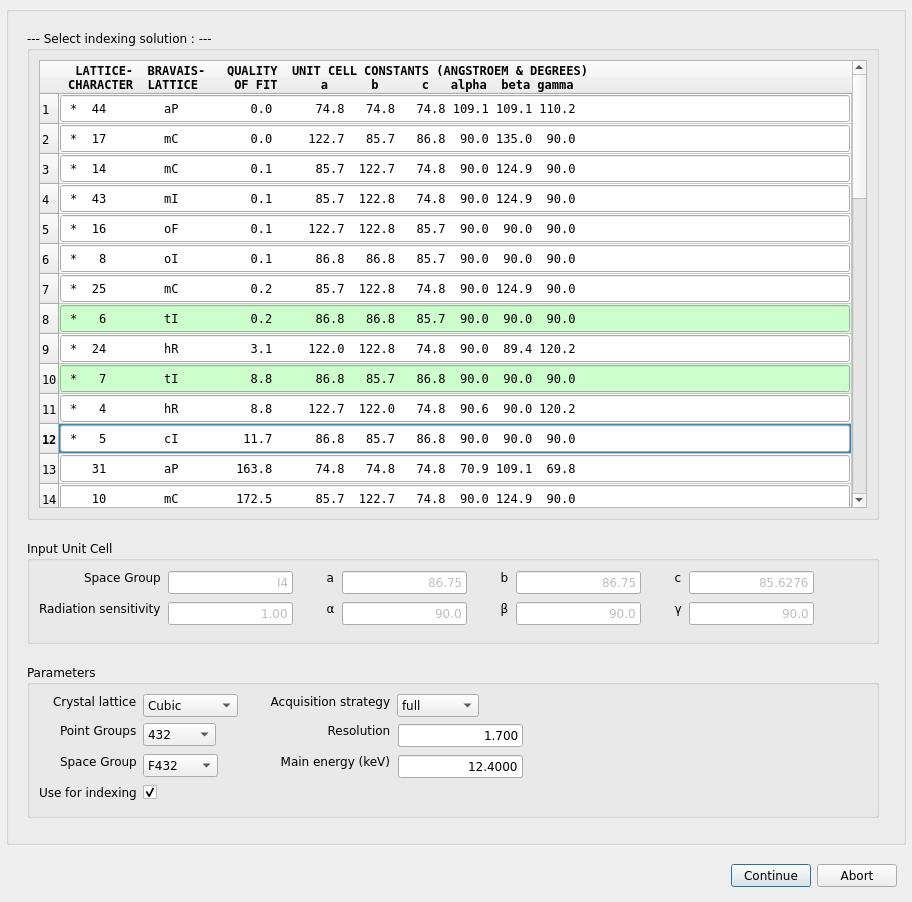 --- Select indexing solution : ---
LATTICE- BRAVAIS- QUALITY UNIT CELL CONSTANTS (ANGSTROEM & DEGREES)
CHARACTER LATTICE OF FIT a b c alpha beta gamma
1 * 44 aP 0.0 74.8 74.8 74.8 109.1 109.1 110.2
2 * 17 mC 0.0 122.7 85.7 86.8 90.0 135.0 90.0
3 * 14 mC 0.1 85.7 122.7 74.8 90.0 124.9 90.0
4 * 43 mI 0.1 85.7 122.8 74.8 90.0 124.9 90.0
5 * 16 oF 0.1 122.7 122.8 85.7 90.0 90.0 90.0
6 * 8 oI 0.1 86.8 86.8 85.7 90.0 90.0 90.0
7 * 25 mC 0.2 85.7 122.8 74.8 90.0 124.9 90.0
8 * 6 tI 0.2 86.8 86.8 85.7 90.0 90.0 90.0
9 * 24 hR 3.1 122.0 122.8 74.8 90.0 89.4 120.2
10 * 7 tI 8.8 86.8 85.7 86.8 90.0 90.0 90.0
11 * 4 hR 8.8 122.7 122.0 74.8 90.6 90.0 120.2
12 * 5 cI 11.7 86.8 85.7 86.8 90.0 90.0 90.0
13 31 aP 163.8 74.8 74.8 74.8 70.9 109.1 69.8
14 10 mC 172.5 85.7 122.7 74.8 90.0 124.9 90.0
Input Unit Cell
Space Group I4 a 86.75 b 86.75 c 85.6276
Radiation sensitivity 1.00 α 90.0 β 90.0 γ 90.0
Parameters
Crystal lattice Cubic Acquisition strategy full
Point Groups 432 Resolution 1.700
Space Group F432 Main energy (keV) 12.4000
Use for indexing
Continue Abort